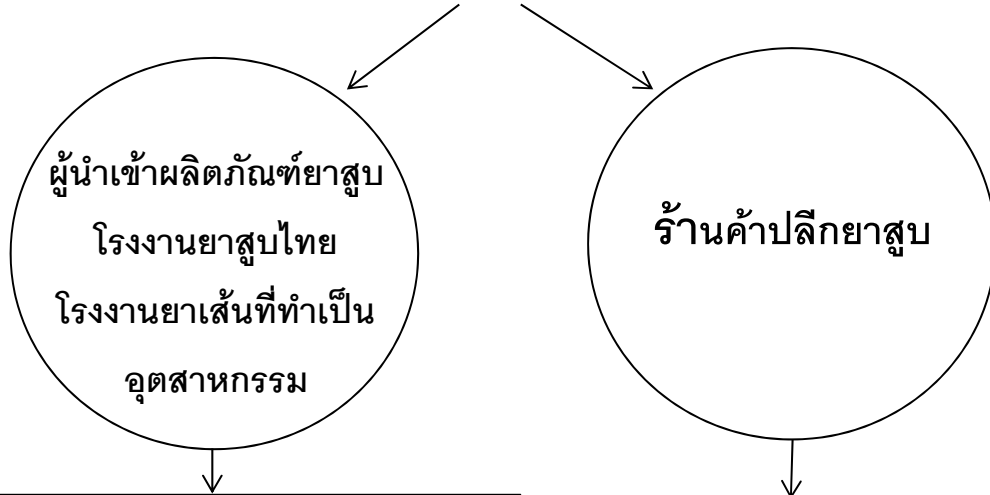 ผู้นำเข้าผลิตภัณฑ์ยาสูบ
โรงงานยาสูบไทย
โรงงานยาเส้นที่ทำเป็น
อุตสาหกรรม
ร้านค้าปลีกยาสูบ